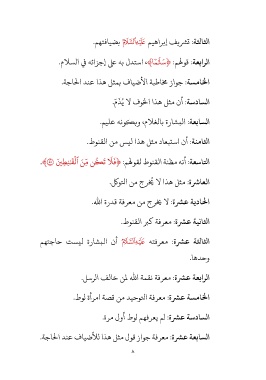 الثالثة: تشريف إبراهيم عَلَيْهِ السَّلَامُ بضيافتهم.
الرابعة: قولهم: ﴿سَلَٰمٗا﴾، استدل به على إجزائه في السلام.
الخامسة: جواز مخاطبة الأضياف بمثل هذا عند الحاجة.
السادسة: أن مثل هذا الخوف لا يُذَمّ.
السابعة: البشارة بالغلام، وبكونه عليم.
الثامنة: أن استبعاد مثل هذا ليس من القنوط.
التاسعة: أنه مظنة القنوط لقولهم: ﴿فَلَا تَكُن مِّنَ ٱلۡقَٰنِطِينَ ۝﴾.
العاشرة: مثل هذا لا يُخرج من التوكل.
الحادية عشرة: لا يخرج من معرفة قدرة الله.
الثانية عشرة: معرفة كبر القنوط.
الثالثة عشرة: معرفته عَلَيْهِ السَّلَامُ أن البشارة ليست حاجتهم
وحدها.
الرابعة عشرة: معرفة نقمة الله لمن خالف الرسل.
الخامسة عشرة: معرفة التوحيد من قصة امرأة لوط.
السادسة عشرة: لم يعرفهم لوط أول مرة.
السابعة عشرة: معرفة جواز قول مثل هذا للأضياف عند الحاجة.
٨